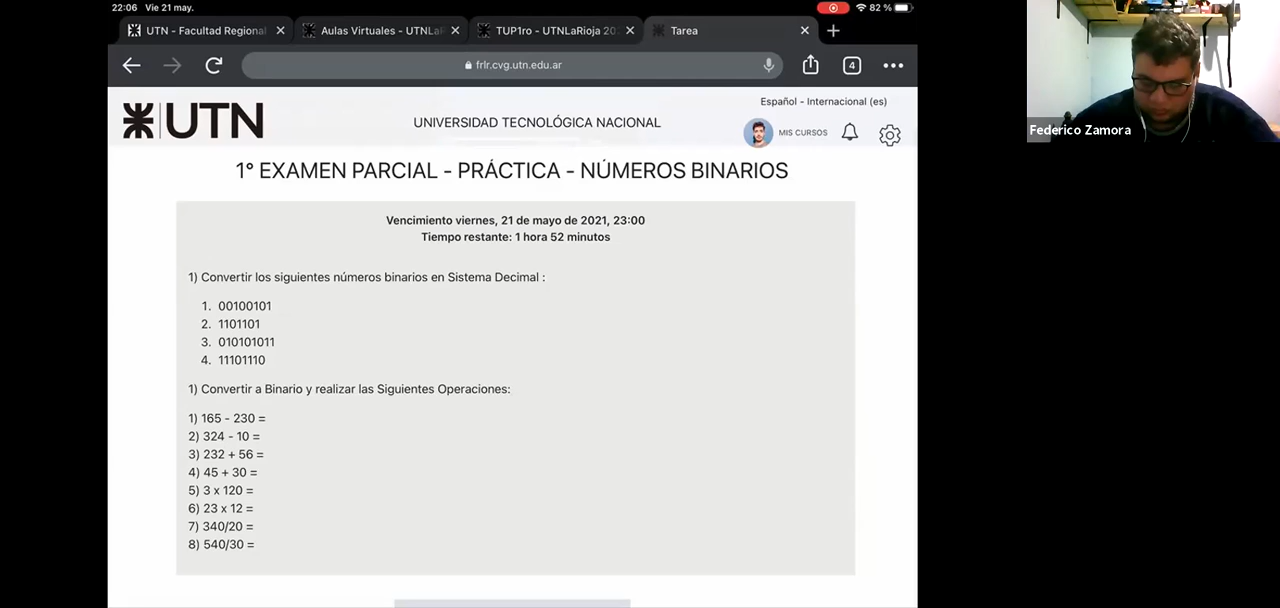 22:06 Vie 21 may.
82 %
UTN - Facultad Regional
Aulas Virtuales - UTNLaR
TUP1ro - UTNLaRioja 20
Tarea
frlr.cvg.utn.edu.ar
4
Español - Internacional (es)
UTN
UNIVERSIDAD TECNOLÓGICA NACIONAL
MIS CURSOS
1° EXAMEN PARCIAL - PRÁCTICA - NÚMEROS BINARIOS
Vencimiento viernes, 21 de mayo de 2021, 23:00
Tiempo restante: 1 hora 52 minutos
1) Convertir los siguientes números binarios en Sistema Decimal :
1. 00100101
2. 1101101
3. 010101011
4. 11101110
1) Convertir a Binario y realizar las Siguientes Operaciones:
1) 165 - 230 =
2) 324 - 10 =
3) 232 + 56 =
4) 45 + 30 =
5) 3 x 120 =
6) 23 x 12 =
7) 340/20 =
8) 540/30 =
Federico Zamora